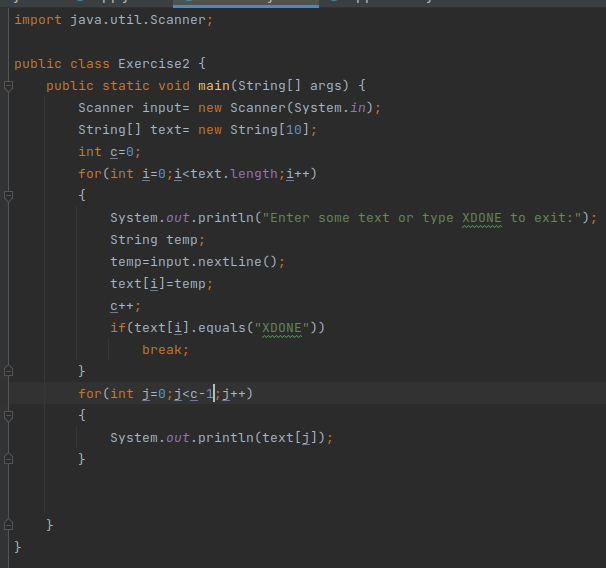 import java.util.Scanner;
public class Exercise2 {
public static void main(String[] args) {
Scanner input= new Scanner(System.in);
String[] text= new String[10];
int c=0;
for(int i=0;i<text.length;i++)
{
System.out.println("Enter some text or type XDONE to exit:");
String temp;
temp=input.nextLine();
text[i]=temp;
c++;
if(text[i].equals("XDONE"))
break;
}
for(int j=0;j<c-1;j++)
{
System.out.println(text[j]);
}
}
}